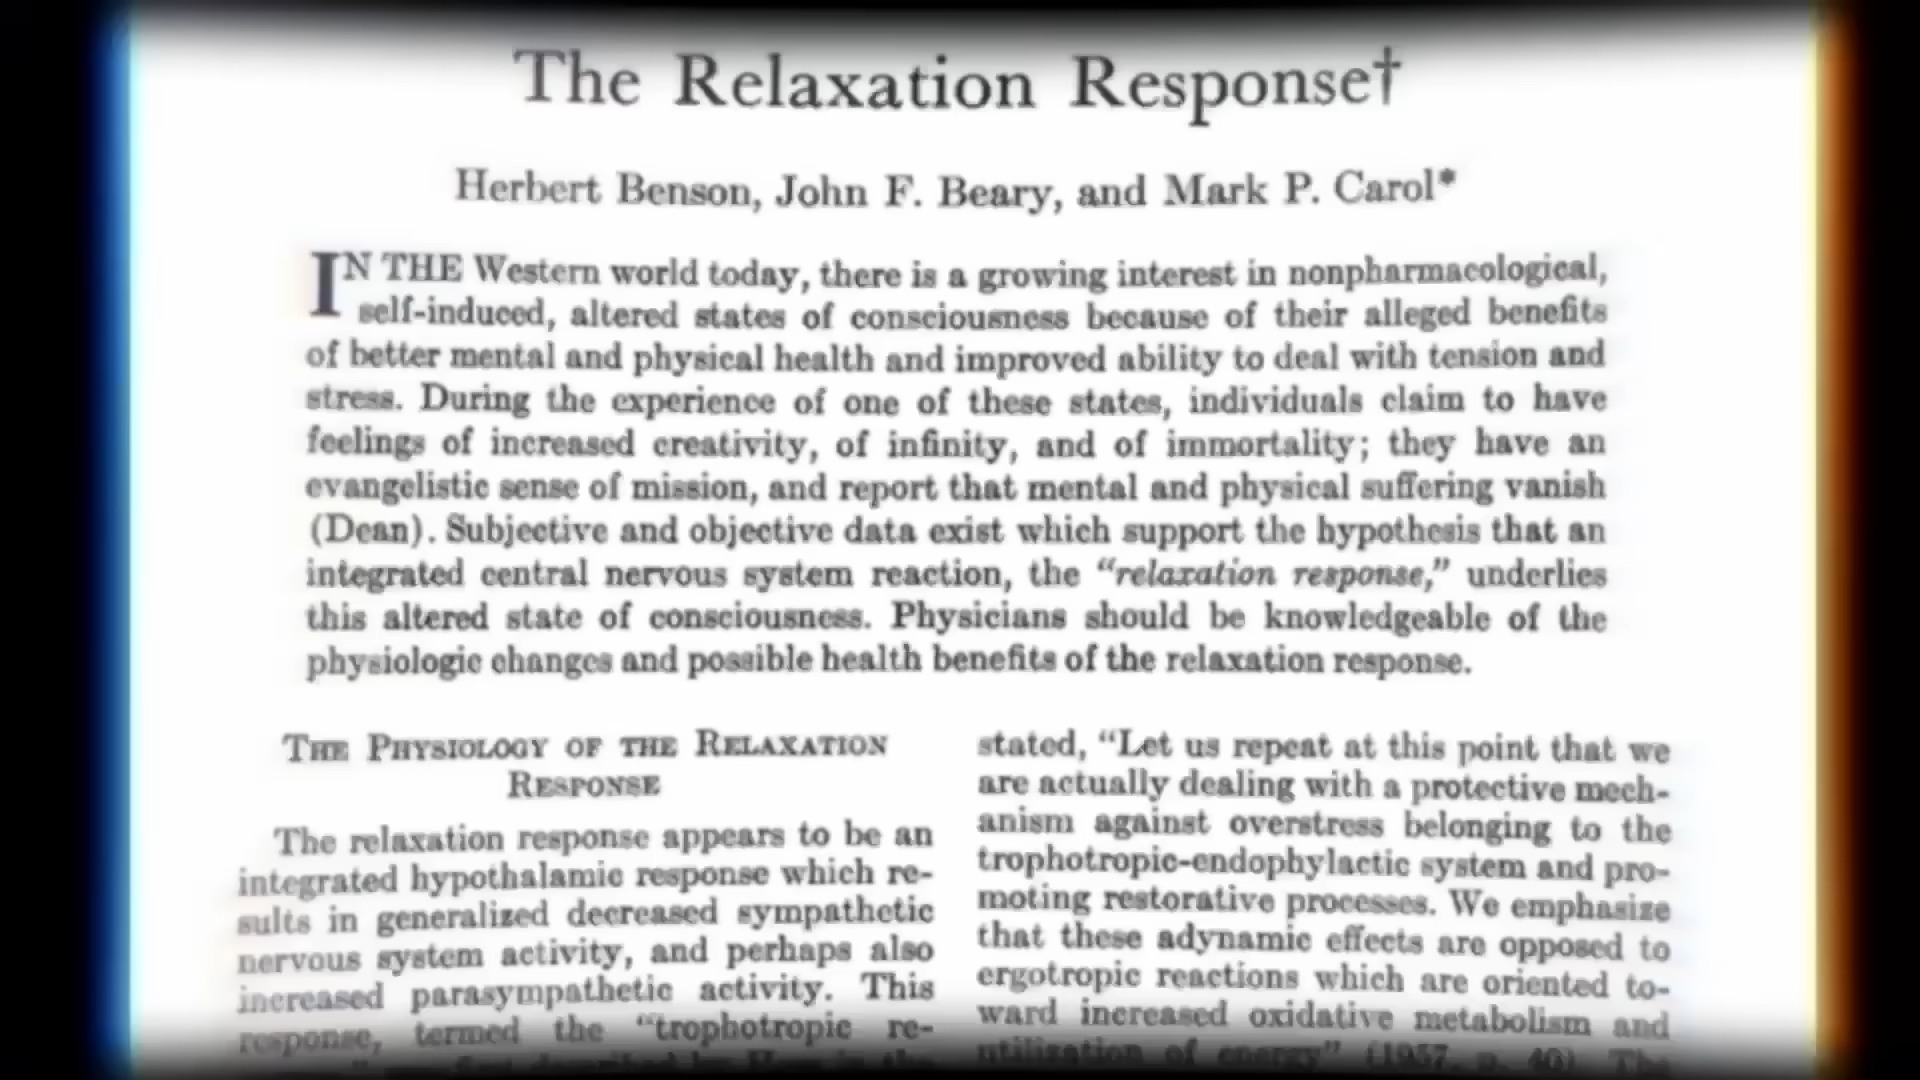 The Relaxation Response†
Herbert Benson, John F. Beary, and Mark P. Carol*
IN THE Western world today, there is a growing interest in nonpharmacological,
self-induced, altered states of consciousness because of their alleged benefits
of better mental and physical health and improved ability to deal with tension and
stress. During the experience of one of these states, individuals claim to have
feelings of increased creativity, of infinity, and of immortality; they have an
evangelistic sense of mission, and report that mental and physical suffering vanish
(Dean). Subjective and objective data exist which support the hypothesis that an
integrated central nervous system reaction, the “relaxation response,” underlies
this altered state of consciousness. Physicians should be knowledgeable of the
physiologic changes and possible health benefits of the relaxation response.
THE PHYSIOLOGY OF THE RELAXATION
RESPONSE
The relaxation response appears to be an
integrated hypothalamic response which re-
sults in generalized decreased sympathetic
nervous system activity, and perhaps also
increased parasympathetic activity. This
response, termed the “trophotropic re-
stated, “Let us repeat at this point that we
are actually dealing with a protective mech-
anism against overstress belonging to the
trophotropic-endophylactic system and pro-
moting restorative processes. We emphasize
that these adynamic effects are opposed to
ergotropic reactions which are oriented to-
ward increased oxidative metabolism and
utilization of energy” (1957, p. 40). The